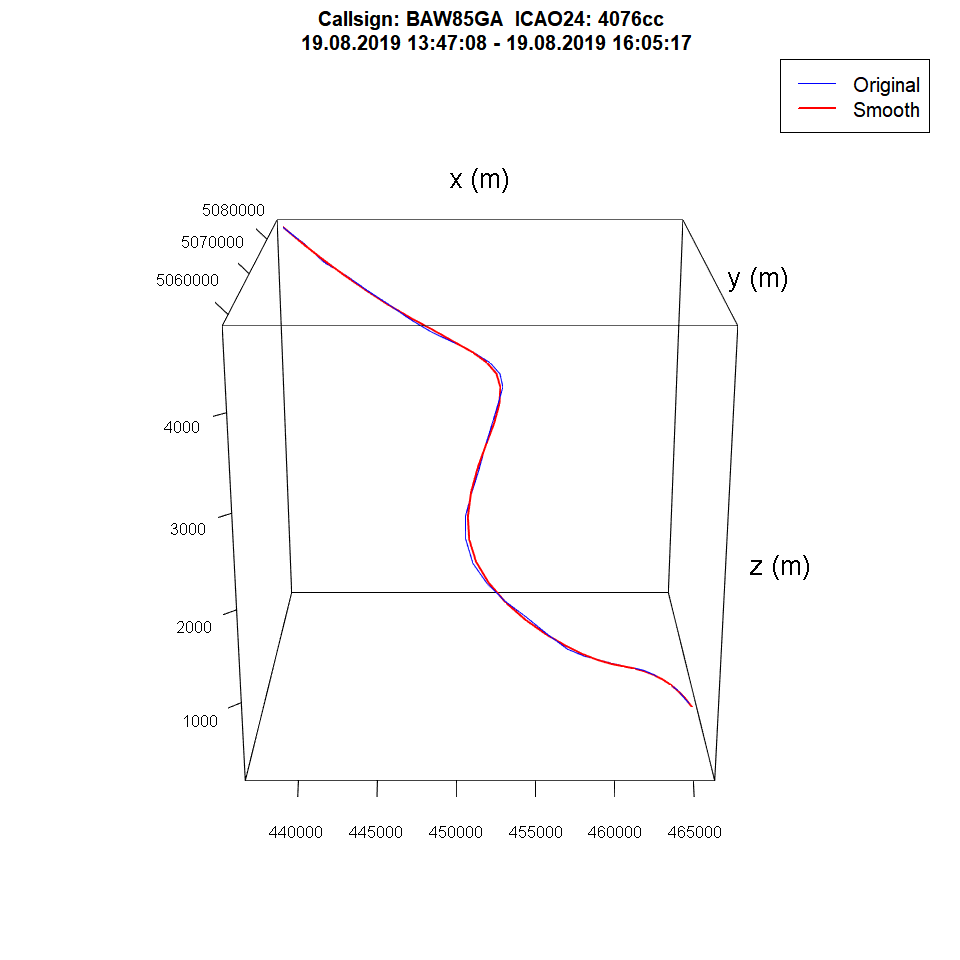 Callsign: BAW85GA  ICAO24: 4076cc
19.08.2019 13:47:08 - 19.08.2019 16:05:17
Original
Smooth
x (m)
5080000
5070000
5060000
y (m)
4000
3000
z (m)
2000
1000
440000 445000 450000 455000 460000 465000